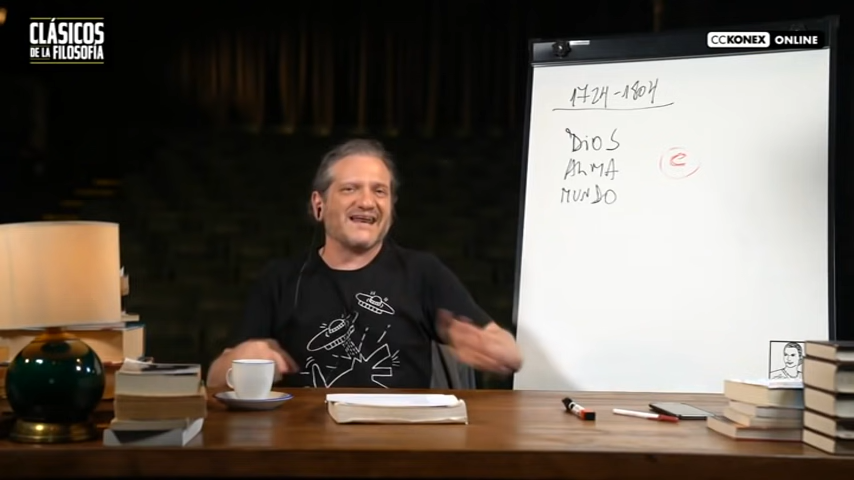 CLÁSICOS
de la FILOSOFÍA
CCKONEX ONLINE
1724-1804
DIOS
ALMA
MUNDO
e